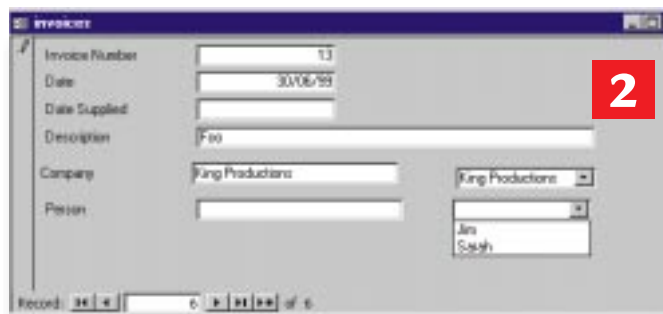 invoices
Invoice Number 13
Date 30/06/99
Date Supplied
Description Foo
Company King Productions King Productions
Person
Jim
Sarah
Record: 6 of 6
2